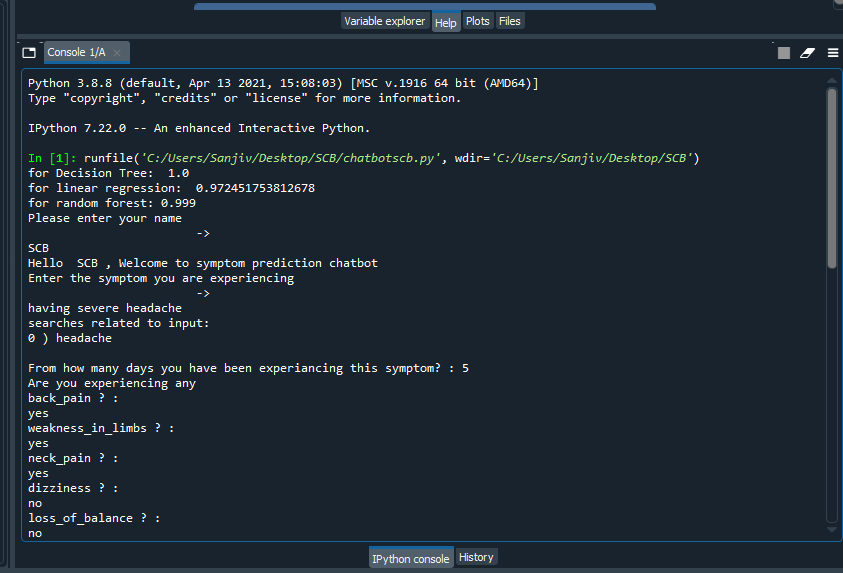 Variable explorer Help Plots Files
Console 1/A
Python 3.8.8 (default, Apr 13 2021, 15:08:03) [MSC v.1916 64 bit (AMD64)]
Type "copyright", "credits" or "license" for more information.
IPython 7.22.0 -- An enhanced Interactive Python.
In [1]: runfile('C:/Users/Sanjiv/Desktop/SCB/chatbotscb.py', wdir='C:/Users/Sanjiv/Desktop/SCB')
for Decision Tree:  1.0
for linear regression:  0.972451753812678
for random forest: 0.999
Please enter your name
->
SCB
Hello  SCB , Welcome to symptom prediction chatbot
Enter the symptom you are experiencing
->
having severe headache
searches related to input:
0 ) headache
From how many days you have been experiancing this symptom? : 5
Are you experiencing any
back_pain ? :
yes
weakness_in_limbs ? :
yes
neck_pain ? :
yes
dizziness ? :
no
loss_of_balance ? :
no
IPython console History